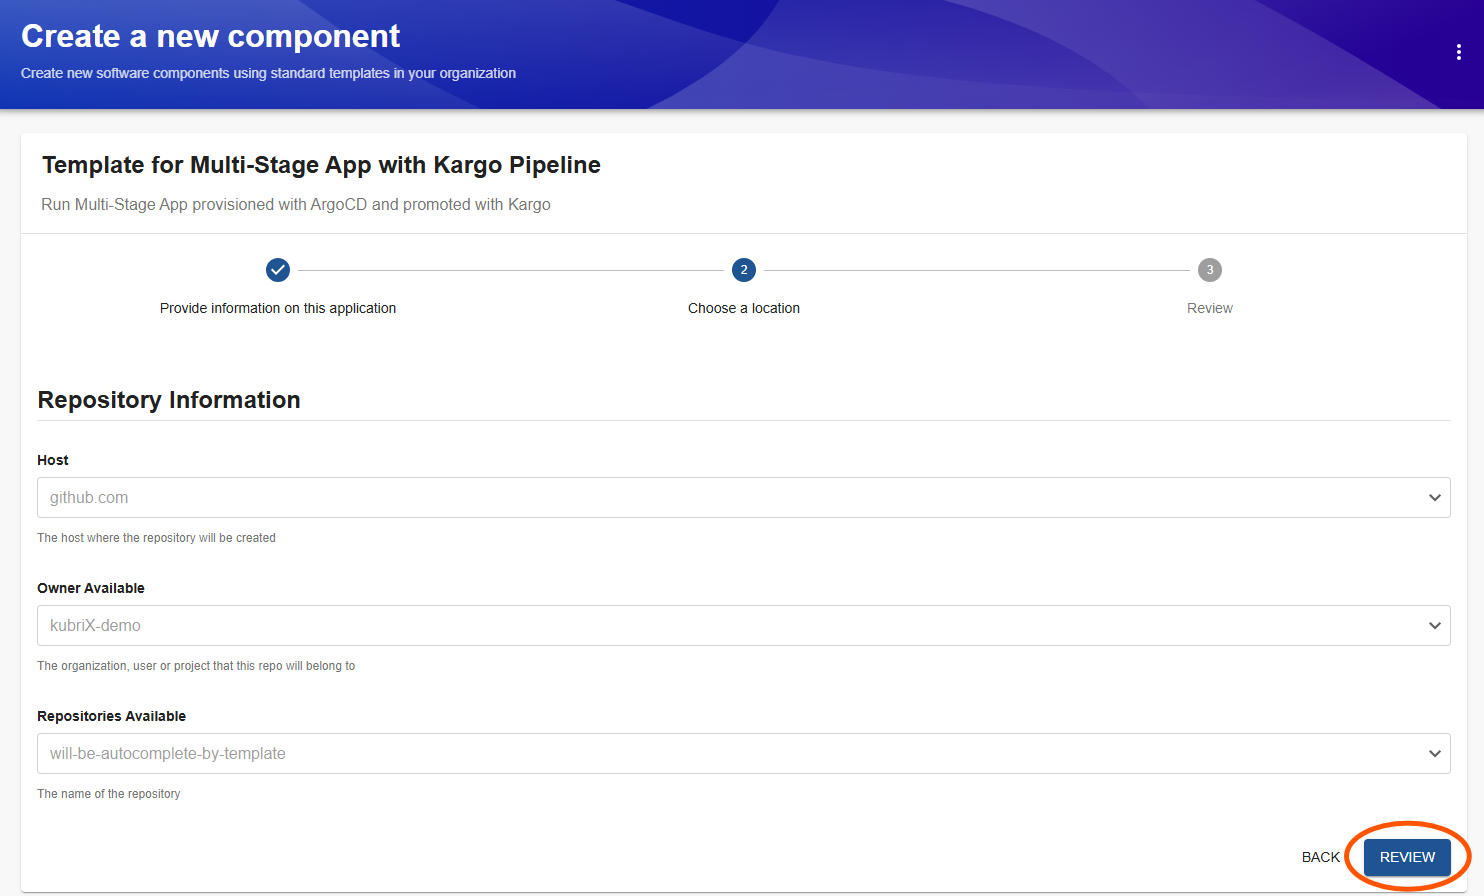 Create a new component
Create new software components using standard templates in your organization
Template for Multi-Stage App with Kargo Pipeline
Run Multi-Stage App provisioned with ArgoCD and promoted with Kargo
2
3
Provide information on this application
Choose a location
Review
Repository Information
Host
github.com
The host where the repository will be created
Owner Available
kubriX-demo
The organization, user or project that this repo will belong to
Repositories Available
will-be-autocomplete-by-template
The name of the repository
BACK
REVIEW